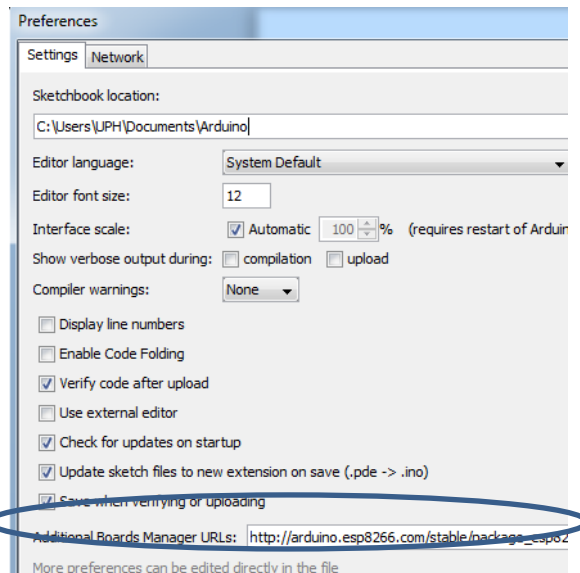 Preferences
Settings Network
Sketchbook location:
C:\Users\UPH\Documents\Arduino
Editor language: System Default
Editor font size: 12
Interface scale: Automatic 100 % (requires restart of Arduin
Show verbose output during: compilation upload
Compiler warnings: None
Display line numbers
Enable Code Folding
Verify code after upload
Use external editor
Check for updates on startup
Update sketch files to new extension on save (.pde -> .ino)
Save when verifying or uploading
Additional Boards Manager URLs: http://arduino.esp8266.com/stable/package_esp82
More preferences can be edited directly in the file